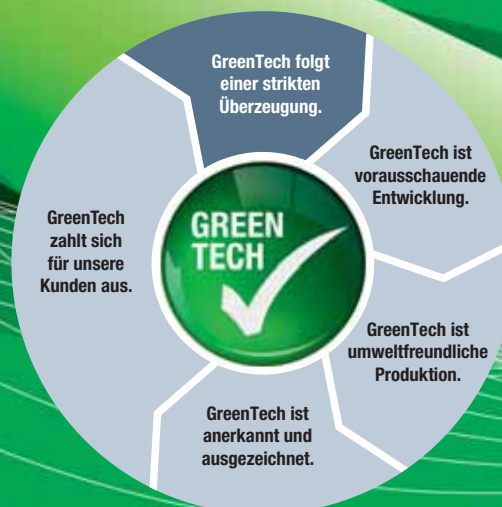 GreenTech folgt
einer strikten
Überzeugung.
GreenTech ist
vorausschauende
Entwicklung.
GreenTech ist
umweltfreundliche
Produktion.
GreenTech ist
anerkannt und
ausgezeichnet.
GreenTech
zahlt sich
für unsere
Kunden aus.
GREEN
TECH